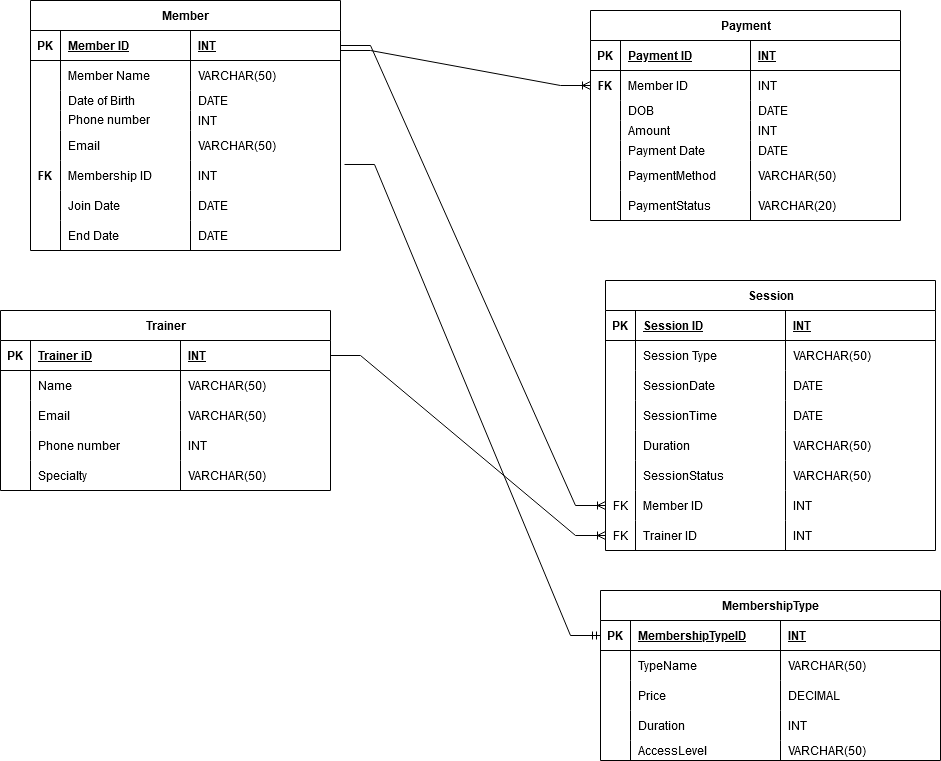 Member
PK Member ID INT
Member Name VARCHAR(50)
Date of Birth DATE
Phone number INT
Email VARCHAR(50)
FK Membership ID INT
Join Date DATE
End Date DATE
Payment
PK Payment ID INT
FK Member ID INT
DOB DATE
Amount INT
Payment Date DATE
PaymentMethod VARCHAR(50)
PaymentStatus VARCHAR(20)
Trainer
PK Trainer iD INT
Name VARCHAR(50)
Email VARCHAR(50)
Phone number INT
Specialty VARCHAR(50)
Session
PK Session ID INT
Session Type VARCHAR(50)
SessionDate DATE
SessionTime DATE
Duration VARCHAR(50)
SessionStatus VARCHAR(50)
FK Member ID INT
FK Trainer ID INT
MembershipType
PK MembershipTypeID INT
TypeName VARCHAR(50)
Price DECIMAL
Duration INT
AccessLevel VARCHAR(50)